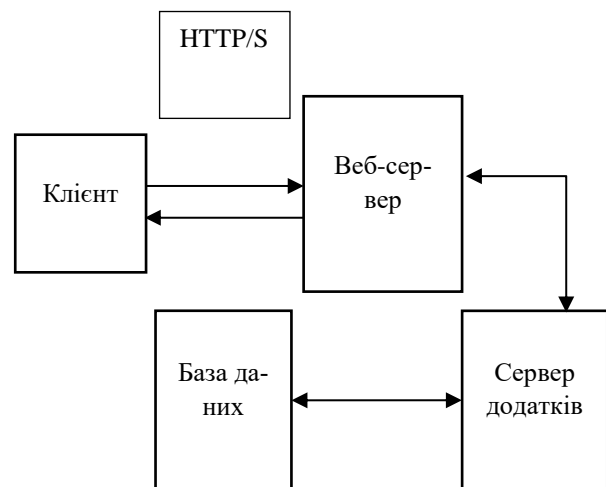 HTTP/S
Клієнт
Веб-сер-
вер
База да-
них
Сервер
додатків